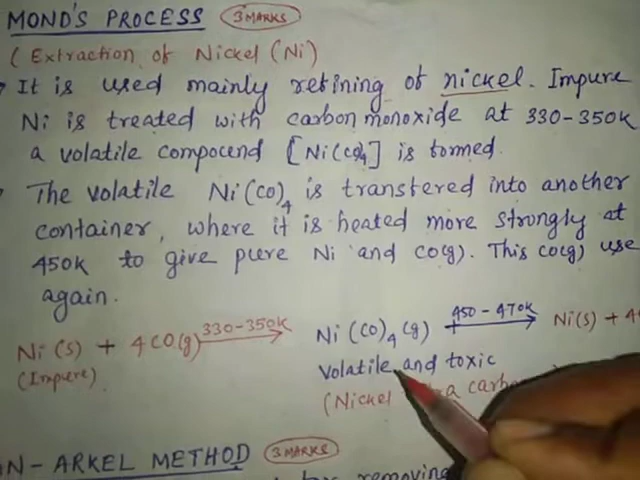 MOND'S PROCESS (3 MARKS)
(Extraction of Nickel (Ni)
It is used mainly refining of nickel. Impure
Ni is treated with carbon monoxide at 330-350K
a volatile compound [Ni(CO)4] is formed.
The volatile Ni(CO)4 is transfered into another
container, where it is heated more strongly at
450K to give pure Ni and CO(g). This CO(g) use
again.
Ni(s) + 4CO(g) 330-350K → Ni(CO)4(g) 450-470K → Ni(s) + 4
(Impure)
Volatile and toxic
(Nickel
AN-ARKEL METHOD (3 MARKS)
removing